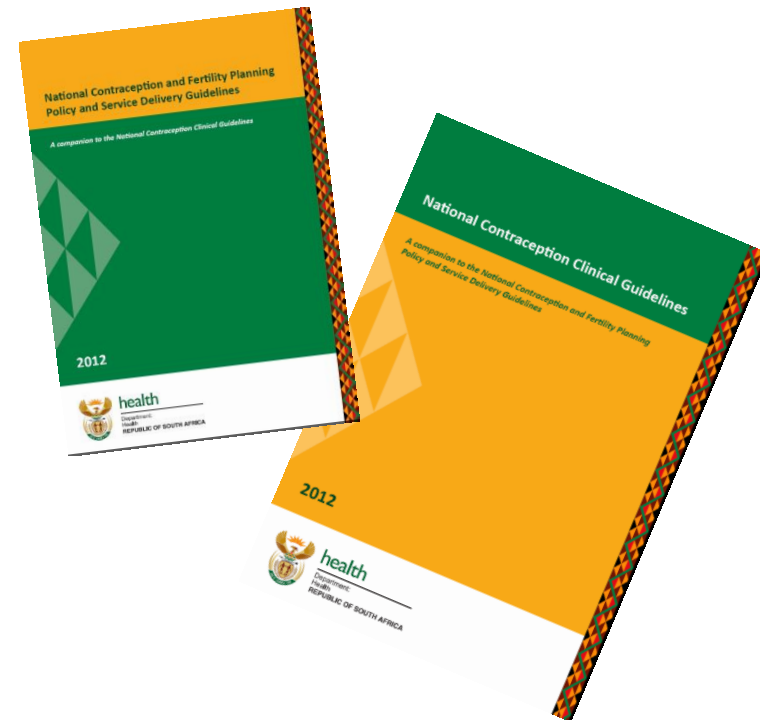 National Contraception and Fertility Planning
Policy and Service Delivery Guidelines
A companion to the National Contraception Clinical Guidelines
2012
health
Department:
Health
REPUBLIC OF SOUTH AFRICA
National Contraception Clinical Guidelines
A companion to the National Contraception and Fertility Planning
Policy and Service Delivery Guidelines
2012
health
Department:
Health
REPUBLIC OF SOUTH AFRICA